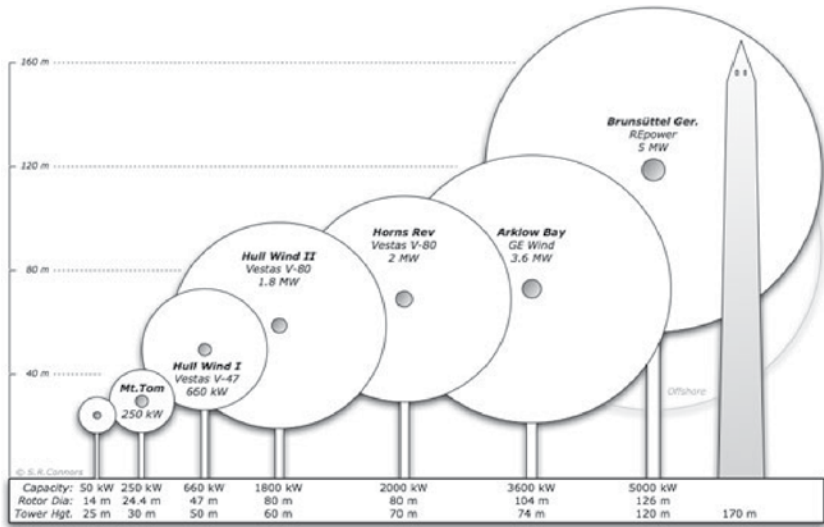 160 m
Brunsüttel Ger.
REpower
5 MW
120 m
Horns Rev
Vestas V-80
2 MW
Arklow Bay
GE Wind
3.6 MW
Hull Wind II
Vestas V-80
1.8 MW
80 m
Hull Wind I
Vestas V-47
660 kW
40 m
Mt.Tom
250 kW
Offshore
© S.R.Connors
Capacity: 50 kW 250 kW 660 kW 1800 kW 2000 kW 3600 kW 5000 kW
Rotor Dia: 14 m 24.4 m 47 m 80 m 80 m 104 m 126 m
Tower Hgt. 25 m 30 m 50 m 60 m 70 m 74 m 120 m 170 m